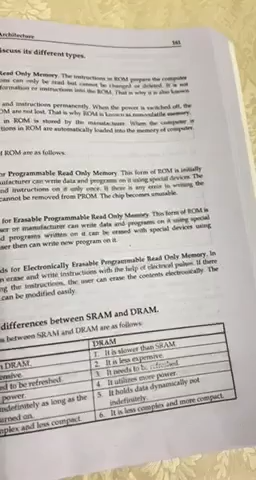 Architecture
101
iscuss its different types.
Read Only Memory. The instructions in ROM prepare the computer
ons can only be read but cannot be changed or deleted. It is not
formation or instructions into the ROM. That is why it is also known
and instructions permanently. When the power is switched off, the
OM are not lost. That is why ROM is known as nonvolatile memory.
in ROM is stored by the manufacturer. When the computer is
tions in ROM are automatically loaded into the memory of computer.
f ROM are as follows:
or Programmable Read Only Memory. This form of ROM is initially
nufacturer can write data and programs on it using special devices. The
nd instructions on it only once. If there is any error in writing the
cannot be removed from PROM. The chip becomes unusable.
for Erasable Programmable Read Only Memory. This form of ROM is
ser or manufacturer can write data and programs on it using special
d programs written on it can be erased with special devices using
user then can write new program on it.
ds for Electronically Erasable Programmable Read Only Memory. In
n erase and write instructions with the help of electrical pulses. If there
ng the instructions, the user can erase the contents electronically. The
can be modified easily.
differences between SRAM and DRAM.
s between SRAM and DRAM are as follows:
DRAM
n DRAM. 1. It is slower than SRAM.
ensive. 2. It is less expensive.
ed to be refreshed. 3. It needs to be refreshed.
power. 4. It utilizes more power.
indefinitely as long as the 5. It holds data dynamically not
urned on. indefinitely.
mplex and less compact. 6. It is less complex and more compact.